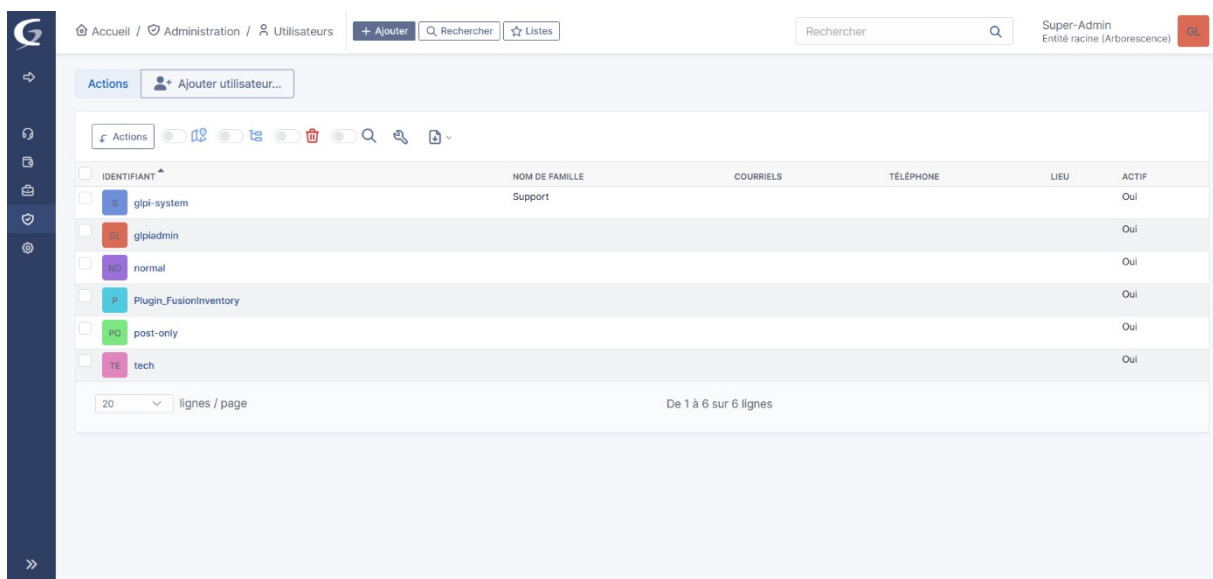 Accueil / Administration / Utilisateurs + Ajouter Rechercher Listes Rechercher Super-Admin
Entité racine (Arborescence) GL
Actions Ajouter utilisateur...
Actions
IDENTIFIANT NOM DE FAMILLE COURRIELS TÉLÉPHONE LIEU ACTIF
S glpi-system Support Oui
GL glpiadmin Oui
NO normal Oui
P Plugin_FusionInventory Oui
PO post-only Oui
TE tech Oui
20 lignes / page De 1 à 6 sur 6 lignes